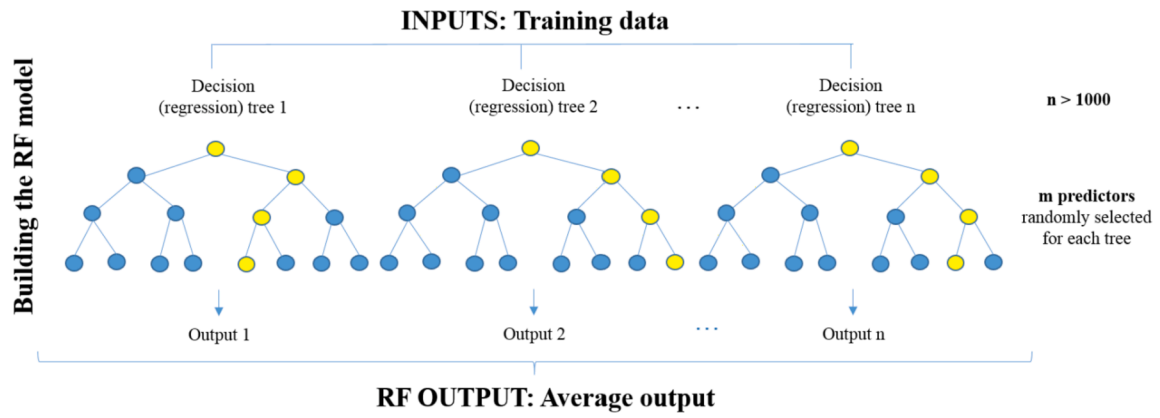 INPUTS: Training data
Building the RF model
Decision
(regression) tree 1
Decision
(regression) tree 2
...
Decision
(regression) tree n
n > 1000
m predictors
randomly selected
for each tree
Output 1
Output 2
...
Output n
RF OUTPUT: Average output